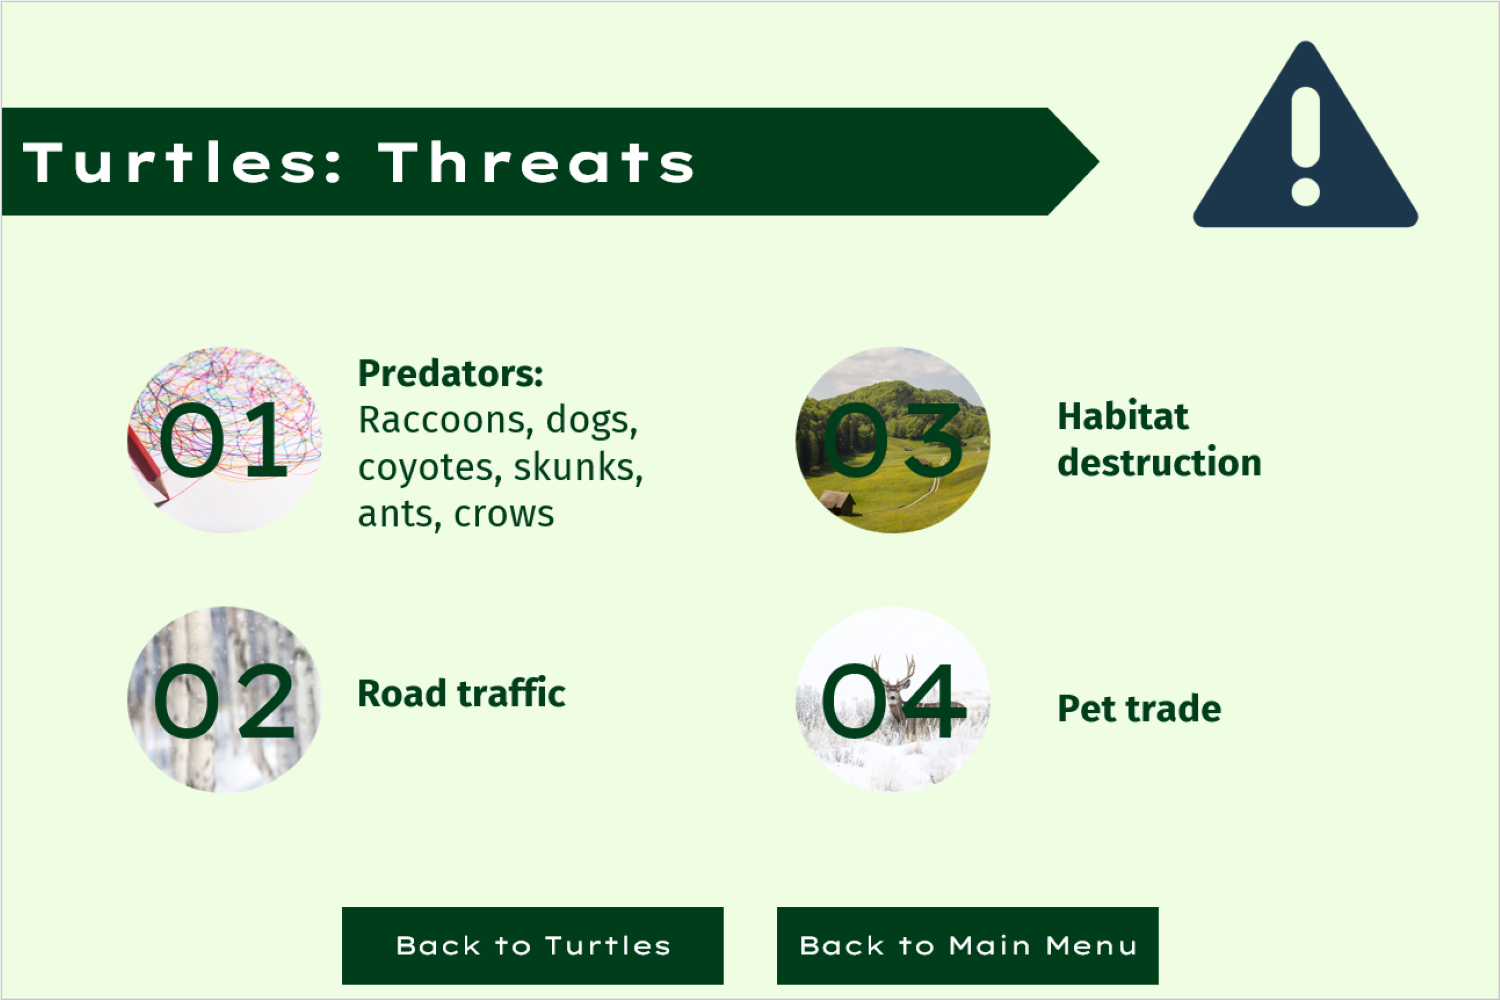 Turtles: Threats
01
Predators:
Raccoons, dogs,
coyotes, skunks,
ants, crows
02
Road traffic
03
Habitat
destruction
04
Pet trade
Back to Turtles
Back to Main Menu